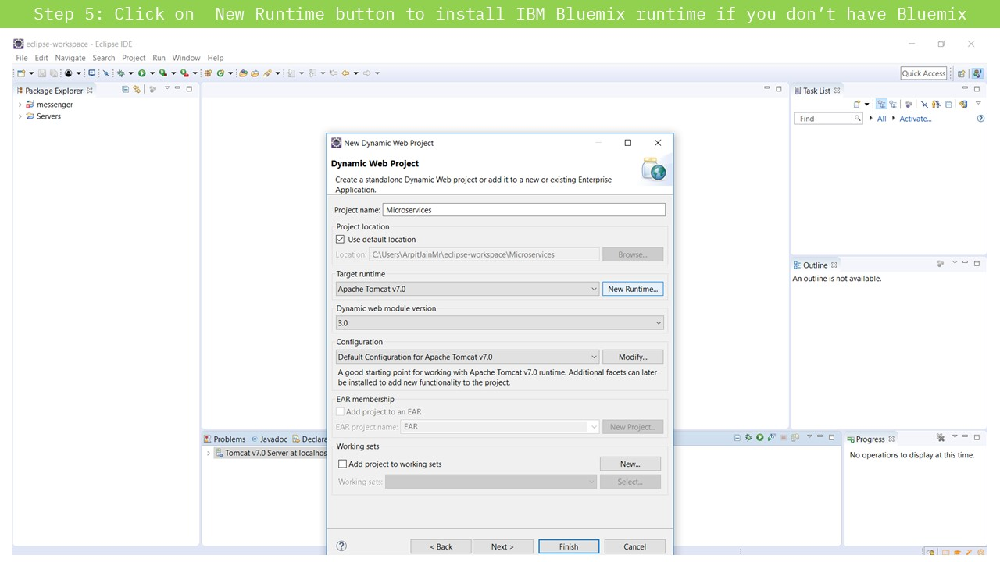 Step 5: Click on  New Runtime button to install IBM Bluemix runtime if you don’t have Bluemix
eclipse-workspace - Eclipse IDE
File Edit Navigate Search Project Run Window Help
Quick Access
Package Explorer
messenger
Servers
Task List
Find
All
Activate...
New Dynamic Web Project
Dynamic Web Project
Create a standalone Dynamic Web project or add it to a new or existing Enterprise
Application.
Project name: Microservices
Project location
Use default location
Location: C:\Users\ArpitJainMr\eclipse-workspace\Microservices Browse...
Target runtime
Apache Tomcat v7.0 New Runtime...
Dynamic web module version
3.0
Configuration
Default Configuration for Apache Tomcat v7.0 Modify...
A good starting point for working with Apache Tomcat v7.0 runtime. Additional facets can later
be installed to add new functionality to the project.
EAR membership
Add project to an EAR
EAR project name: EAR New Project...
Working sets
Add project to working sets New...
Working sets: Select...
< Back Next > Finish Cancel
Outline
An outline is not available.
Problems Javadoc Declara
Tomcat v7.0 Server at localhos
Progress
No operations to display at this time.